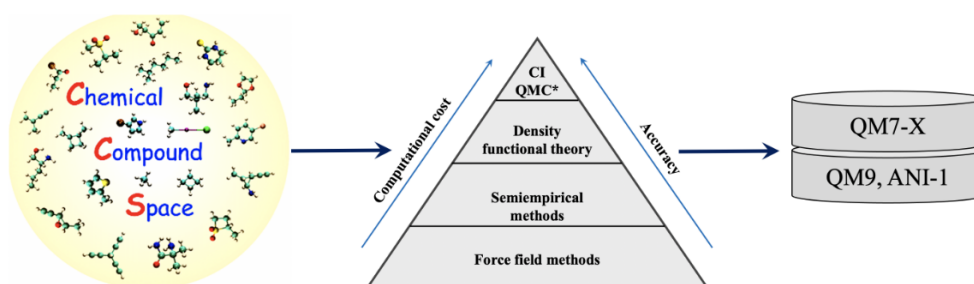 Chemical
Compound
Space
Computational cost
CI
QMC*
Density
functional theory
Semiempirical
methods
Force field methods
Accuracy
QM7-X
QM9, ANI-1